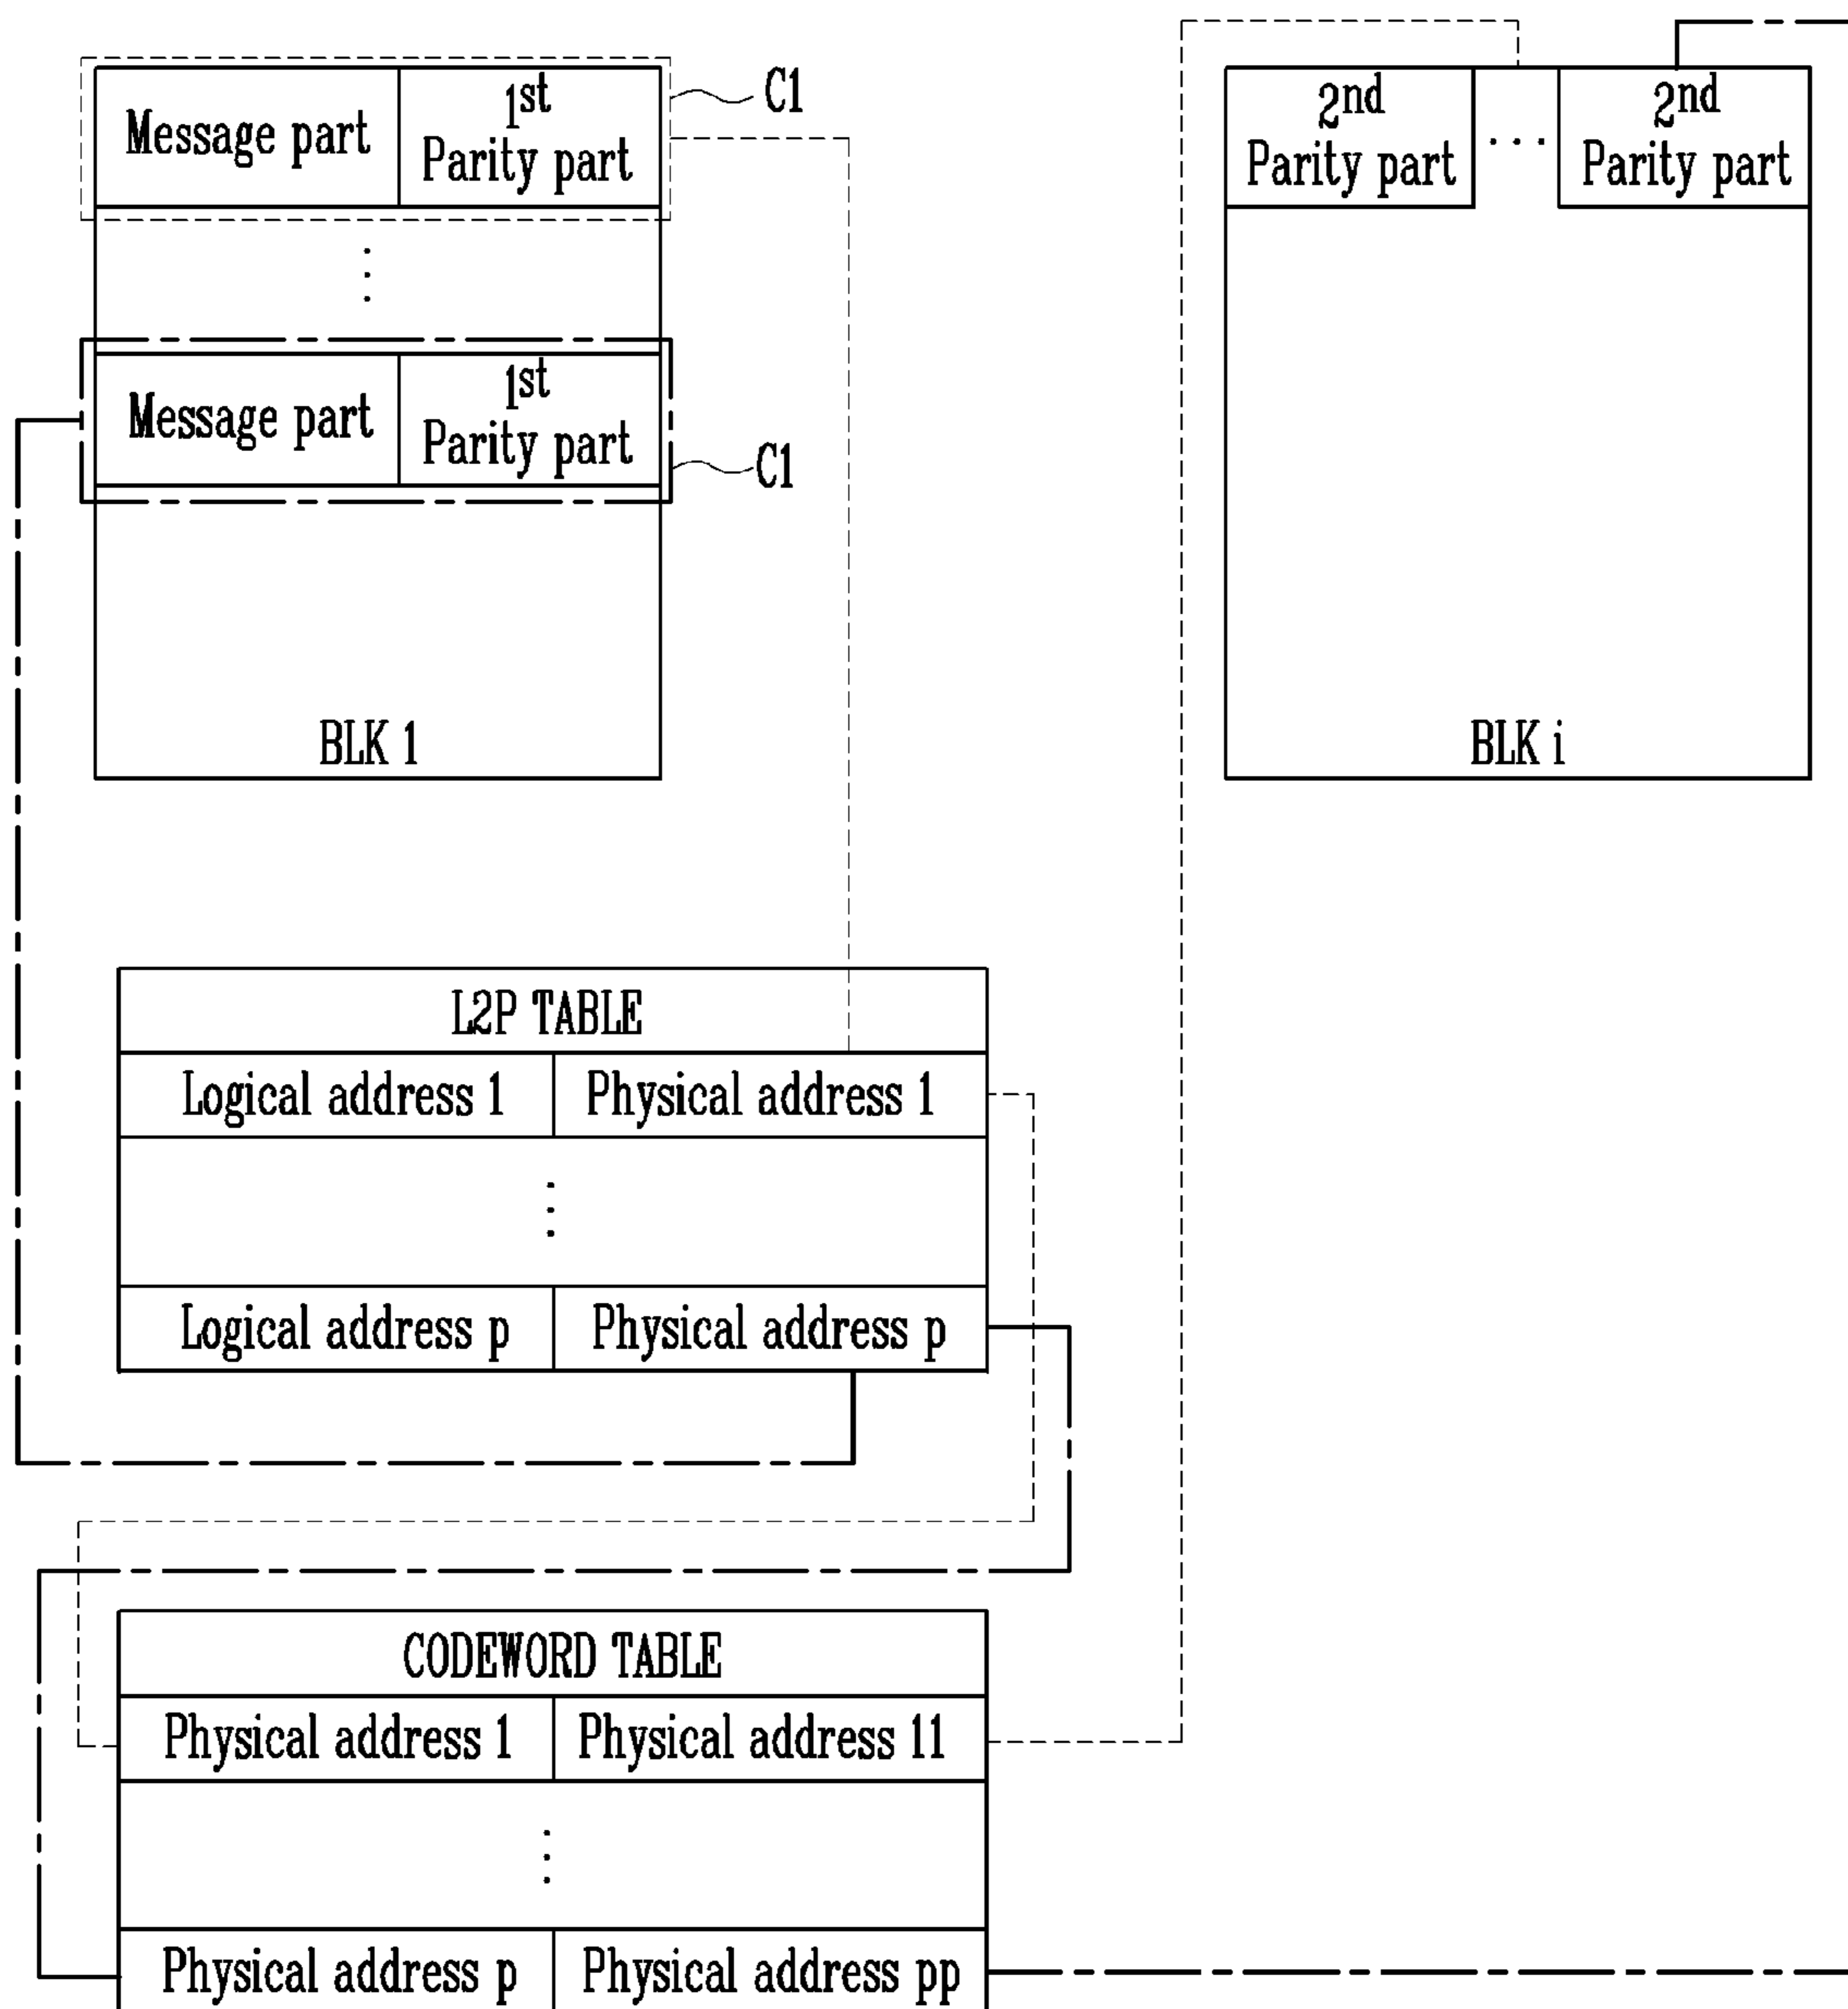 C1
Message part
1st
Parity part
2nd
Parity part
...
2nd
Parity part
Message part
1st
Parity part
C1
BLK 1
BLK i
L2P TABLE
Logical address 1
Physical address 1
Logical address p
Physical address p
CODEWORD TABLE
Physical address 1
Physical address 11
Physical address p
Physical address pp